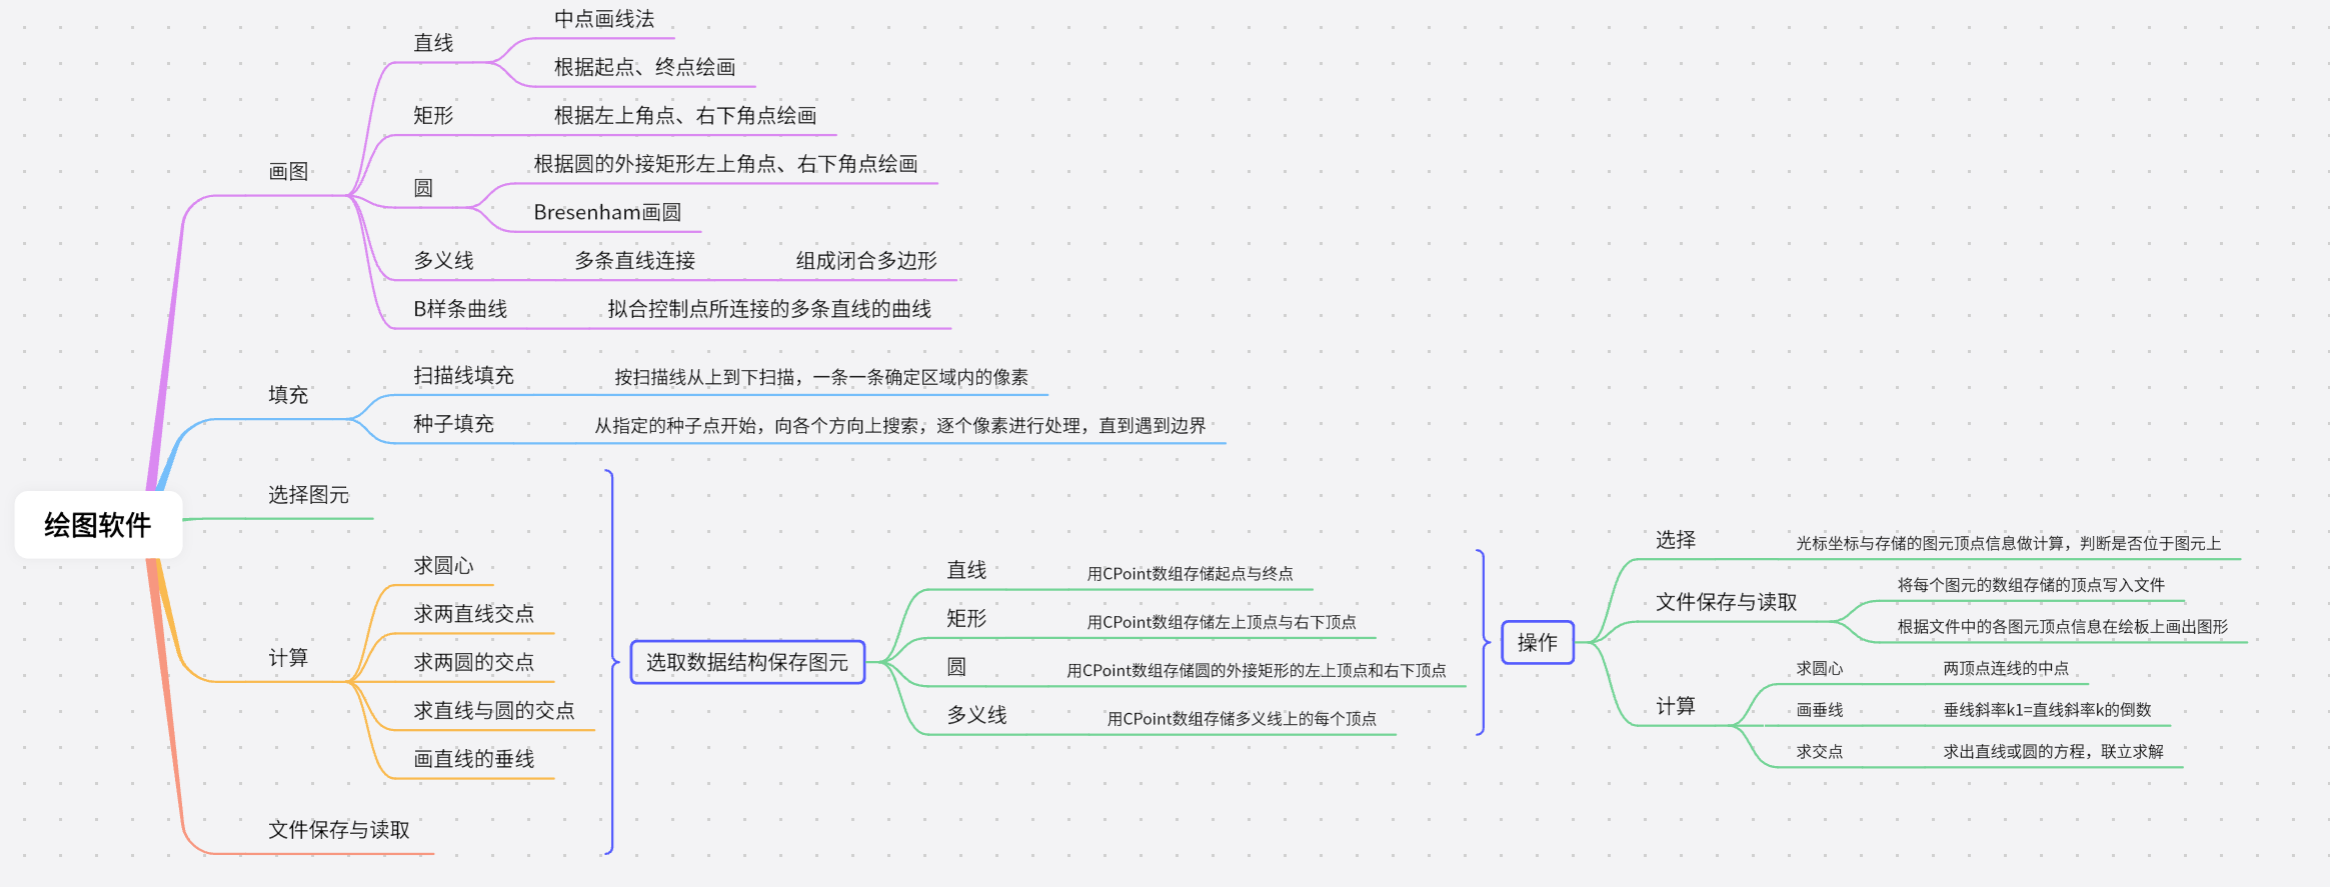 绘图软件
画图
直线
中点画线法
根据起点、终点绘画
矩形
根据左上角点、右下角点绘画
圆
根据圆的外接矩形左上角点、右下角点绘画
Bresenham画圆
多义线
多条直线连接
组成闭合多边形
B样条曲线
拟合控制点所连接的多条直线的曲线
填充
扫描线填充
按扫描线从上到下扫描，一条一条确定区域内的像素
种子填充
从指定的种子点开始，向各个方向上搜索，逐个像素进行处理，直到遇到边界
选择图元
计算
求圆心
求两直线交点
求两圆的交点
求直线与圆的交点
画直线的垂线
文件保存与读取
选取数据结构保存图元
直线
用CPoint数组存储起点与终点
矩形
用CPoint数组存储左上顶点与右下顶点
圆
用CPoint数组存储圆的外接矩形的左上顶点和右下顶点
多义线
用CPoint数组存储多义线上的每个顶点
操作
选择
光标坐标与存储的图元顶点信息做计算，判断是否位于图元上
文件保存与读取
将每个图元的数组存储的顶点写入文件
根据文件中的各图元顶点信息在绘板上画出图形
计算
求圆心
两顶点连线的中点
画垂线
垂线斜率k1=直线斜率k的倒数
求交点
求出直线或圆的方程，联立求解